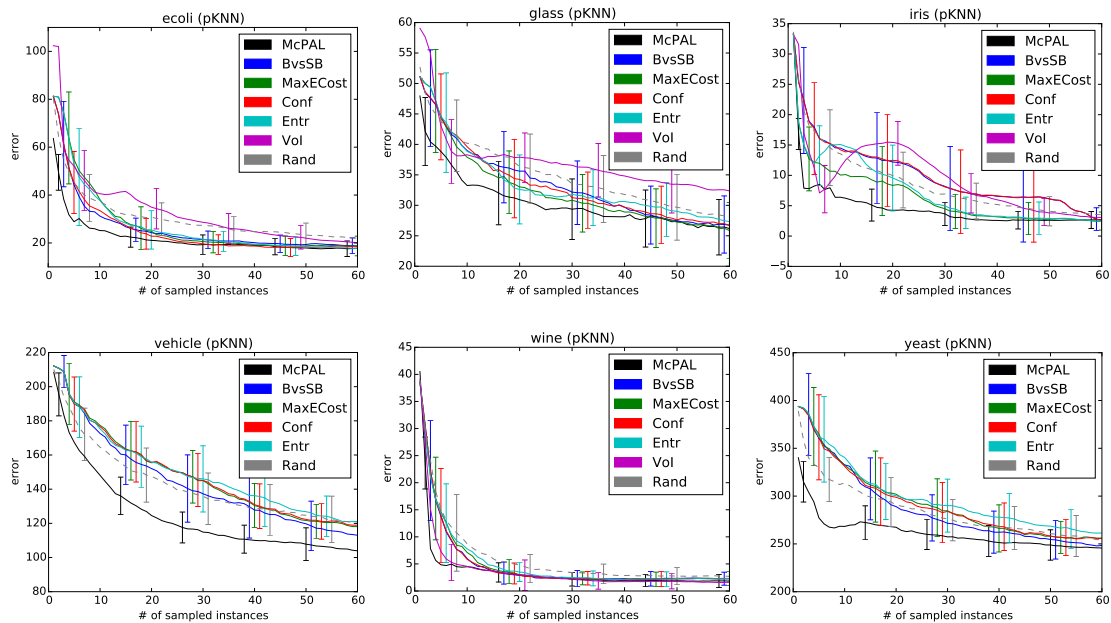 ecoli (pKNN)
error
100
80
60
40
20
0 10 20 30 40 50 60
# of sampled instances
McPAL
BvsSB
MaxECost
Conf
Entr
VoI
Rand
glass (pKNN)
error
60
55
50
45
40
35
30
25
20
0 10 20 30 40 50 60
# of sampled instances
McPAL
BvsSB
MaxECost
Conf
Entr
VoI
Rand
iris (pKNN)
error
35
30
25
20
15
10
5
0
−5
0 10 20 30 40 50 60
# of sampled instances
McPAL
BvsSB
MaxECost
Conf
Entr
VoI
Rand
vehicle (pKNN)
error
220
200
180
160
140
120
100
80
0 10 20 30 40 50 60
# of sampled instances
McPAL
BvsSB
MaxECost
Conf
Entr
Rand
wine (pKNN)
error
45
40
35
30
25
20
15
10
5
0
0 10 20 30 40 50 60
# of sampled instances
McPAL
BvsSB
MaxECost
Conf
Entr
VoI
Rand
yeast (pKNN)
error
450
400
350
300
250
200
0 10 20 30 40 50 60
# of sampled instances
McPAL
BvsSB
MaxECost
Conf
Entr
Rand